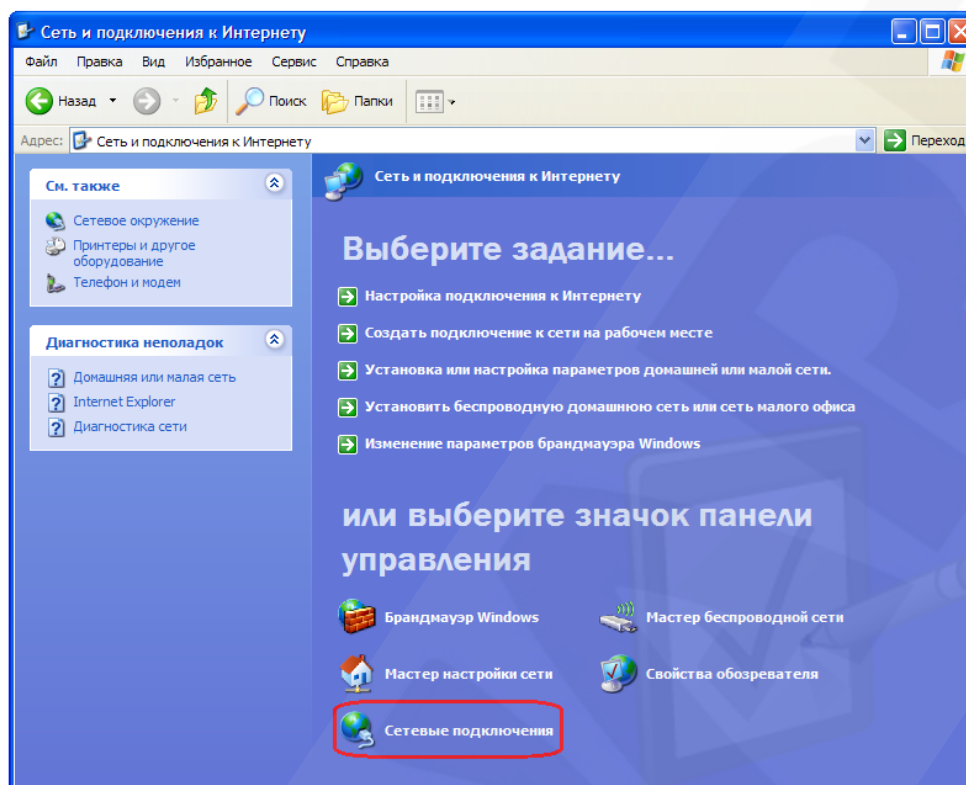 Сеть и подключения к Интернету
Файл Правка Вид Избранное Сервис Справка
Назад Поиск Папки
Адрес: Сеть и подключения к Интернету Переход
См. также
Сетевое окружение
Принтеры и другое
оборудование
Телефон и модем
Диагностика неполадок
Домашняя или малая сеть
Internet Explorer
Диагностика сети
Сеть и подключения к Интернету
Выберите задание...
Настройка подключения к Интернету
Создать подключение к сети на рабочем месте
Установка или настройка параметров домашней или малой сети.
Установить беспроводную домашнюю сеть или сеть малого офиса
Изменение параметров брандмауэра Windows
или выберите значок панели
управления
Брандмауэр Windows
Мастер беспроводной сети
Мастер настройки сети
Свойства обозревателя
Сетевые подключения